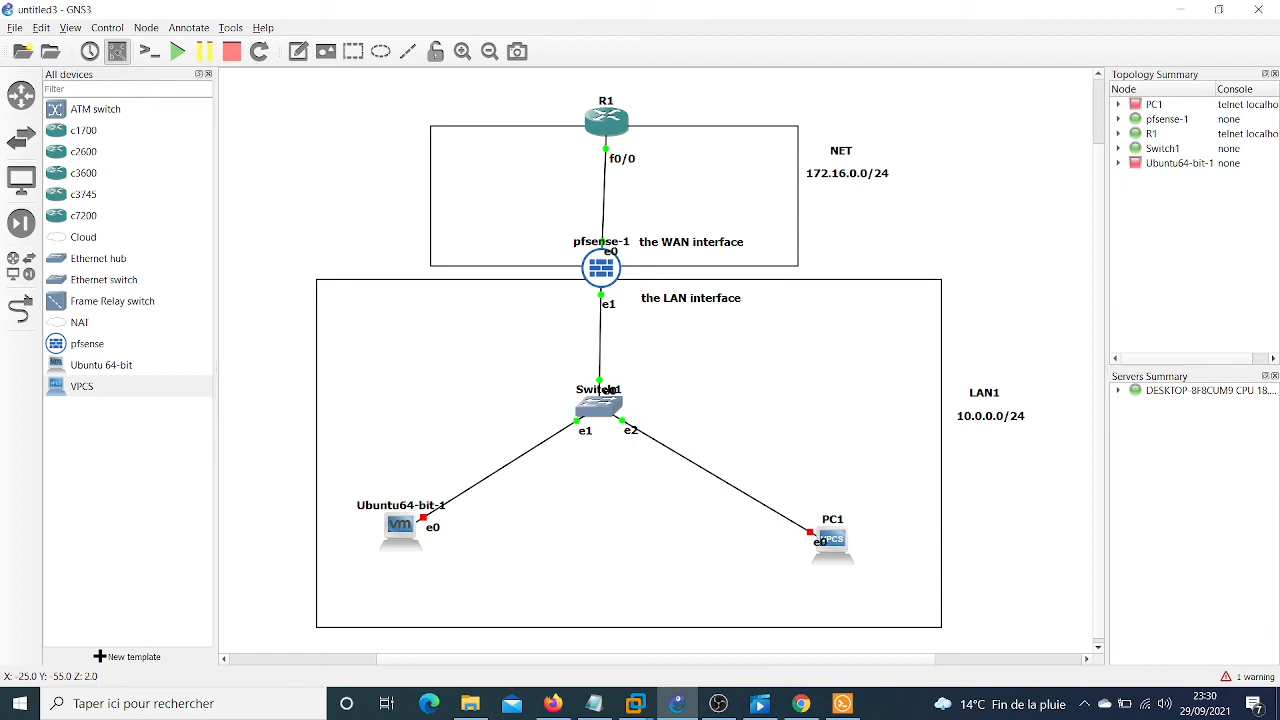 untitled3 - GNS3
File Edit View Control Node Annotate Tools Help
All devices
Filter
ATM switch
c1700
c2600
c3600
c3745
c7200
Cloud
Ethernet hub
Ethernet switch
Frame Relay switch
NAT
pfsense
Ubuntu 64-bit
VPCS
New template
R1
f0/0
NET
172.16.0.0/24
pfsense-1
the WAN interface
e0
e1
the LAN interface
Switch1
e0
e1
e2
LAN1
10.0.0.0/24
Ubuntu64-bit-1
vm
e0
PC1
VPCS
e0
Topology Summary
Node Console
PC1 telnet localho
pfsense-1 none
R1 telnet localho
Switch1 none
Ubuntu64-bit-1 none
Servers Summary
DESKTOP-8F8CUM9 CPU 18....
X: -25.0 Y: -55.0 Z: 2.0
1 warning
Taper ici pour rechercher
14°C Fin de la pluie
23:30
29/09/2021